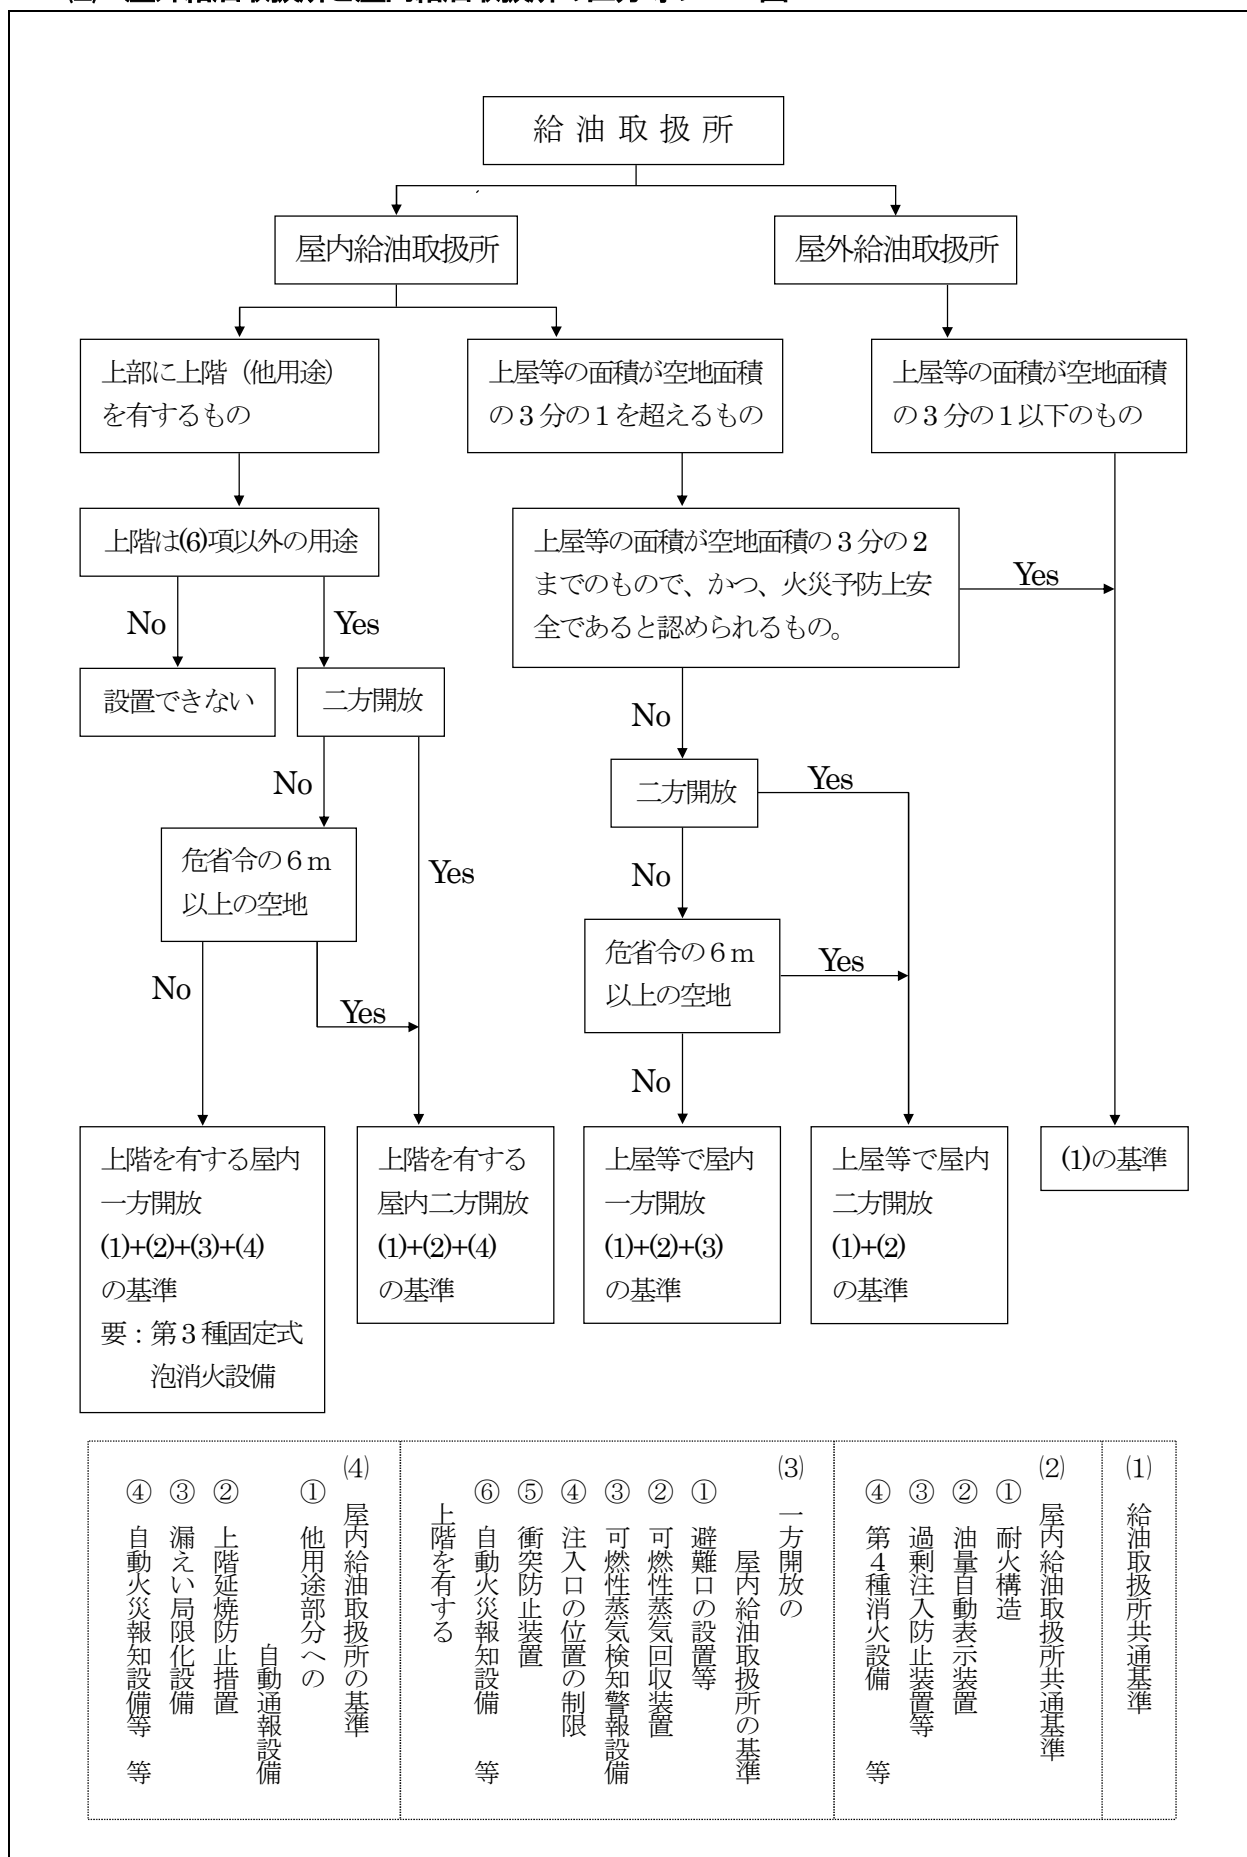 給油取扱所
屋内給油取扱所
屋外給油取扱所
上部に上階（他用途）
を有するもの
上屋等の面積が空地面積
の３分の１を超えるもの
上屋等の面積が空地面積
の３分の１以下のもの
上階は(6)項以外の用途
上屋等の面積が空地面積の３分の２
までのもので、かつ、火災予防上安
全であると認められるもの。
Yes
No
Yes
設置できない
二方開放
No
No
Yes
二方開放
Yes
危省令の６ｍ
以上の空地
No
危省令の６ｍ
以上の空地
Yes
No
Yes
No
上階を有する屋内
一方開放
(1)+(2)+(3)+(4)
の基準
要：第３種固定式
泡消火設備
上階を有する
屋内二方開放
(1)+(2)+(4)
の基準
上屋等で屋内
一方開放
(1)+(2)+(3)
の基準
上屋等で屋内
二方開放
(1)+(2)
の基準
(1)の基準
⑴　給油取扱所共通基準
⑵　屋内給油取扱所共通基準
①　耐火構造
②　油量自動表示装置
③　過剰注入防止装置等
④　第４種消火設備　等
⑶　一方開放の
屋内給油取扱所の基準
①　避難口の設置等
②　可燃性蒸気回収装置
③　可燃性蒸気検知警報設備
④　注入口の位置の制限
⑤　衝突防止装置
⑥　自動火災報知設備　等
上階を有する
⑷　屋内給油取扱所の基準
①　他用途部分への
自動通報設備
②　上階延焼防止措置
③　漏えい局限化設備
④　自動火災報知設備等　等